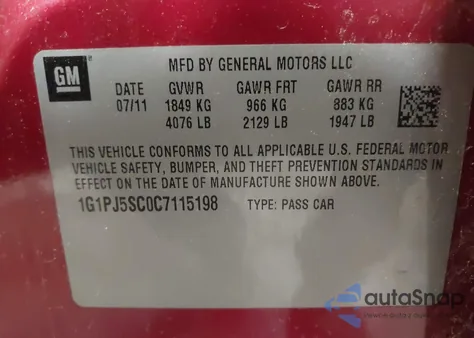 GM
MFD BY GENERAL MOTORS LLC
DATE GVWR GAWR FRT GAWR RR
07/11 1849 KG 966 KG 883 KG
4076 LB 2129 LB 1947 LB
THIS VEHICLE CONFORMS TO ALL APPLICABLE U.S. FEDERAL MOTOR
VEHICLE SAFETY, BUMPER, AND THEFT PREVENTION STANDARDS IN
EFFECT ON THE DATE OF MANUFACTURE SHOWN ABOVE.
1G1PJ5SC0C7115198 TYPE: PASS CAR
autaSnap